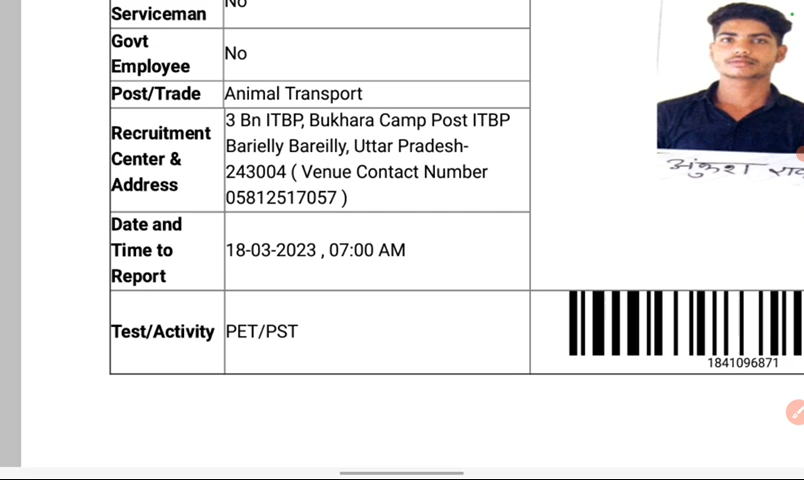 Serviceman
No
Govt
Employee
No
Post/Trade
Animal Transport
Recruitment
Center &
Address
3 Bn ITBP, Bukhara Camp Post ITBP
Barielly Bareilly, Uttar Pradesh-
243004 ( Venue Contact Number
05812517057 )
Date and
Time to
Report
18-03-2023 , 07:00 AM
Test/Activity
PET/PST
अंकुश
1841096871